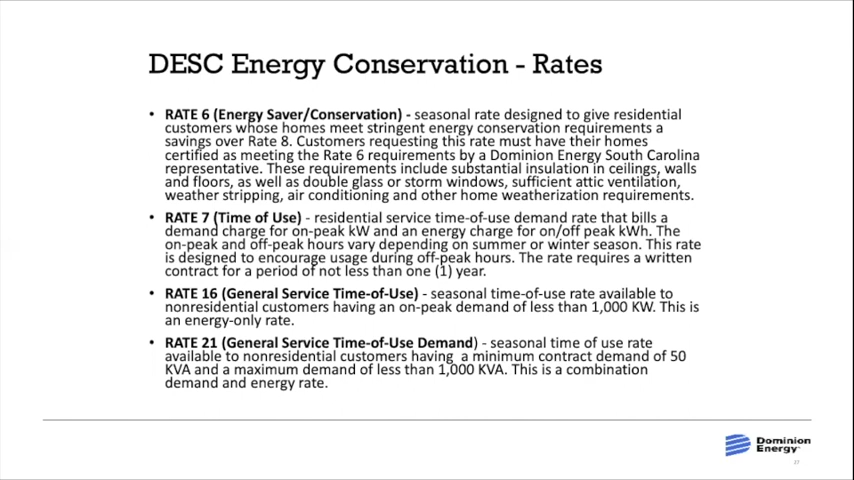 DESC Energy Conservation - Rates
• RATE 6 (Energy Saver/Conservation) - seasonal rate designed to give residential
customers whose homes meet stringent energy conservation requirements a
savings over Rate 8. Customers requesting this rate must have their homes
certified as meeting the Rate 6 requirements by a Dominion Energy South Carolina
representative. These requirements include substantial insulation in ceilings, walls
and floors, as well as double glass or storm windows, sufficient attic ventilation,
weather stripping, air conditioning and other home weatherization requirements.
• RATE 7 (Time of Use) - residential service time-of-use demand rate that bills a
demand charge for on-peak kW and an energy charge for on/off peak kWh. The
on-peak and off-peak hours vary depending on summer or winter season. This rate
is designed to encourage usage during off-peak hours. The rate requires a written
contract for a period of not less than one (1) year.
• RATE 16 (General Service Time-of-Use) - seasonal time-of-use rate available to
nonresidential customers having an on-peak demand of less than 1,000 KW. This is
an energy-only rate.
• RATE 21 (General Service Time-of-Use Demand) - seasonal time of use rate
available to nonresidential customers having a minimum contract demand of 50
KVA and a maximum demand of less than 1,000 KVA. This is a combination
demand and energy rate.
Dominion
Energy
27